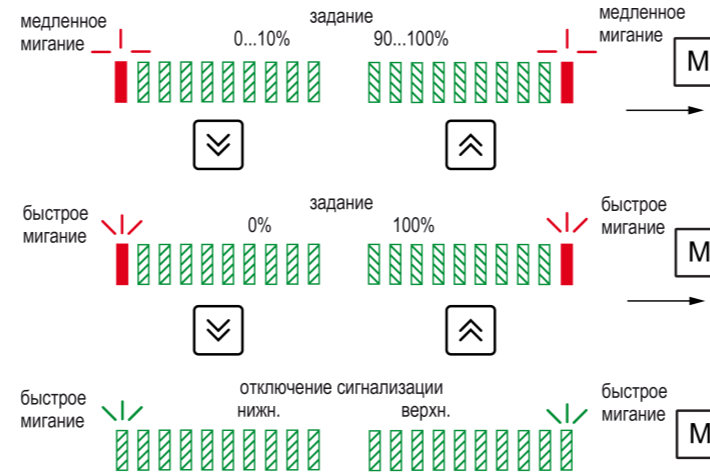 медленное
мигание
задание
0...10%
90...100%
медленное
мигание
М
быстрое
мигание
задание
0%
100%
быстрое
мигание
М
быстрое
мигание
отключение сигнализации
нижн.
верхн.
быстрое
мигание
М